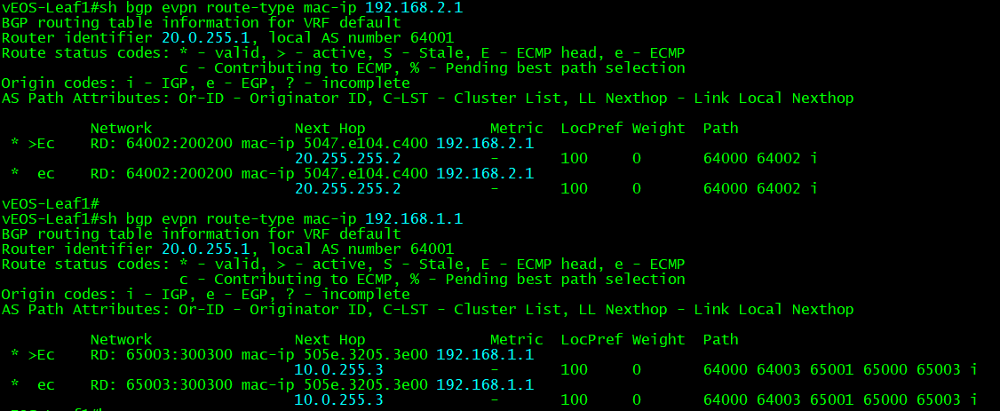 vEOS-Leaf1#sh bgp evpn route-type mac-ip 192.168.2.1
BGP routing table information for VRF default
Router identifier 20.0.255.1, local AS number 64001
Route status codes: * - valid, > - active, S - Stale, E - ECMP head, e - ECMP
c - Contributing to ECMP, % - Pending best path selection
Origin codes: i - IGP, e - EGP, ? - incomplete
AS Path Attributes: Or-ID - Originator ID, C-LST - Cluster List, LL Nexthop - Link Local Nexthop
Network Next Hop Metric LocPref Weight Path
* >Ec RD: 64002:200200 mac-ip 5047.e104.c400 192.168.2.1
20.255.255.2 - 100 0 64000 64002 i
* ec RD: 64002:200200 mac-ip 5047.e104.c400 192.168.2.1
20.255.255.2 - 100 0 64000 64002 i
vEOS-Leaf1#
vEOS-Leaf1#sh bgp evpn route-type mac-ip 192.168.1.1
BGP routing table information for VRF default
Router identifier 20.0.255.1, local AS number 64001
Route status codes: * - valid, > - active, S - Stale, E - ECMP head, e - ECMP
c - Contributing to ECMP, % - Pending best path selection
Origin codes: i - IGP, e - EGP, ? - incomplete
AS Path Attributes: Or-ID - Originator ID, C-LST - Cluster List, LL Nexthop - Link Local Nexthop
Network Next Hop Metric LocPref Weight Path
* >Ec RD: 65003:300300 mac-ip 505e.3205.3e00 192.168.1.1
10.0.255.3 - 100 0 64000 64003 65001 65000 65003 i
* ec RD: 65003:300300 mac-ip 505e.3205.3e00 192.168.1.1
10.0.255.3 - 100 0 64000 64003 65001 65000 65003 i